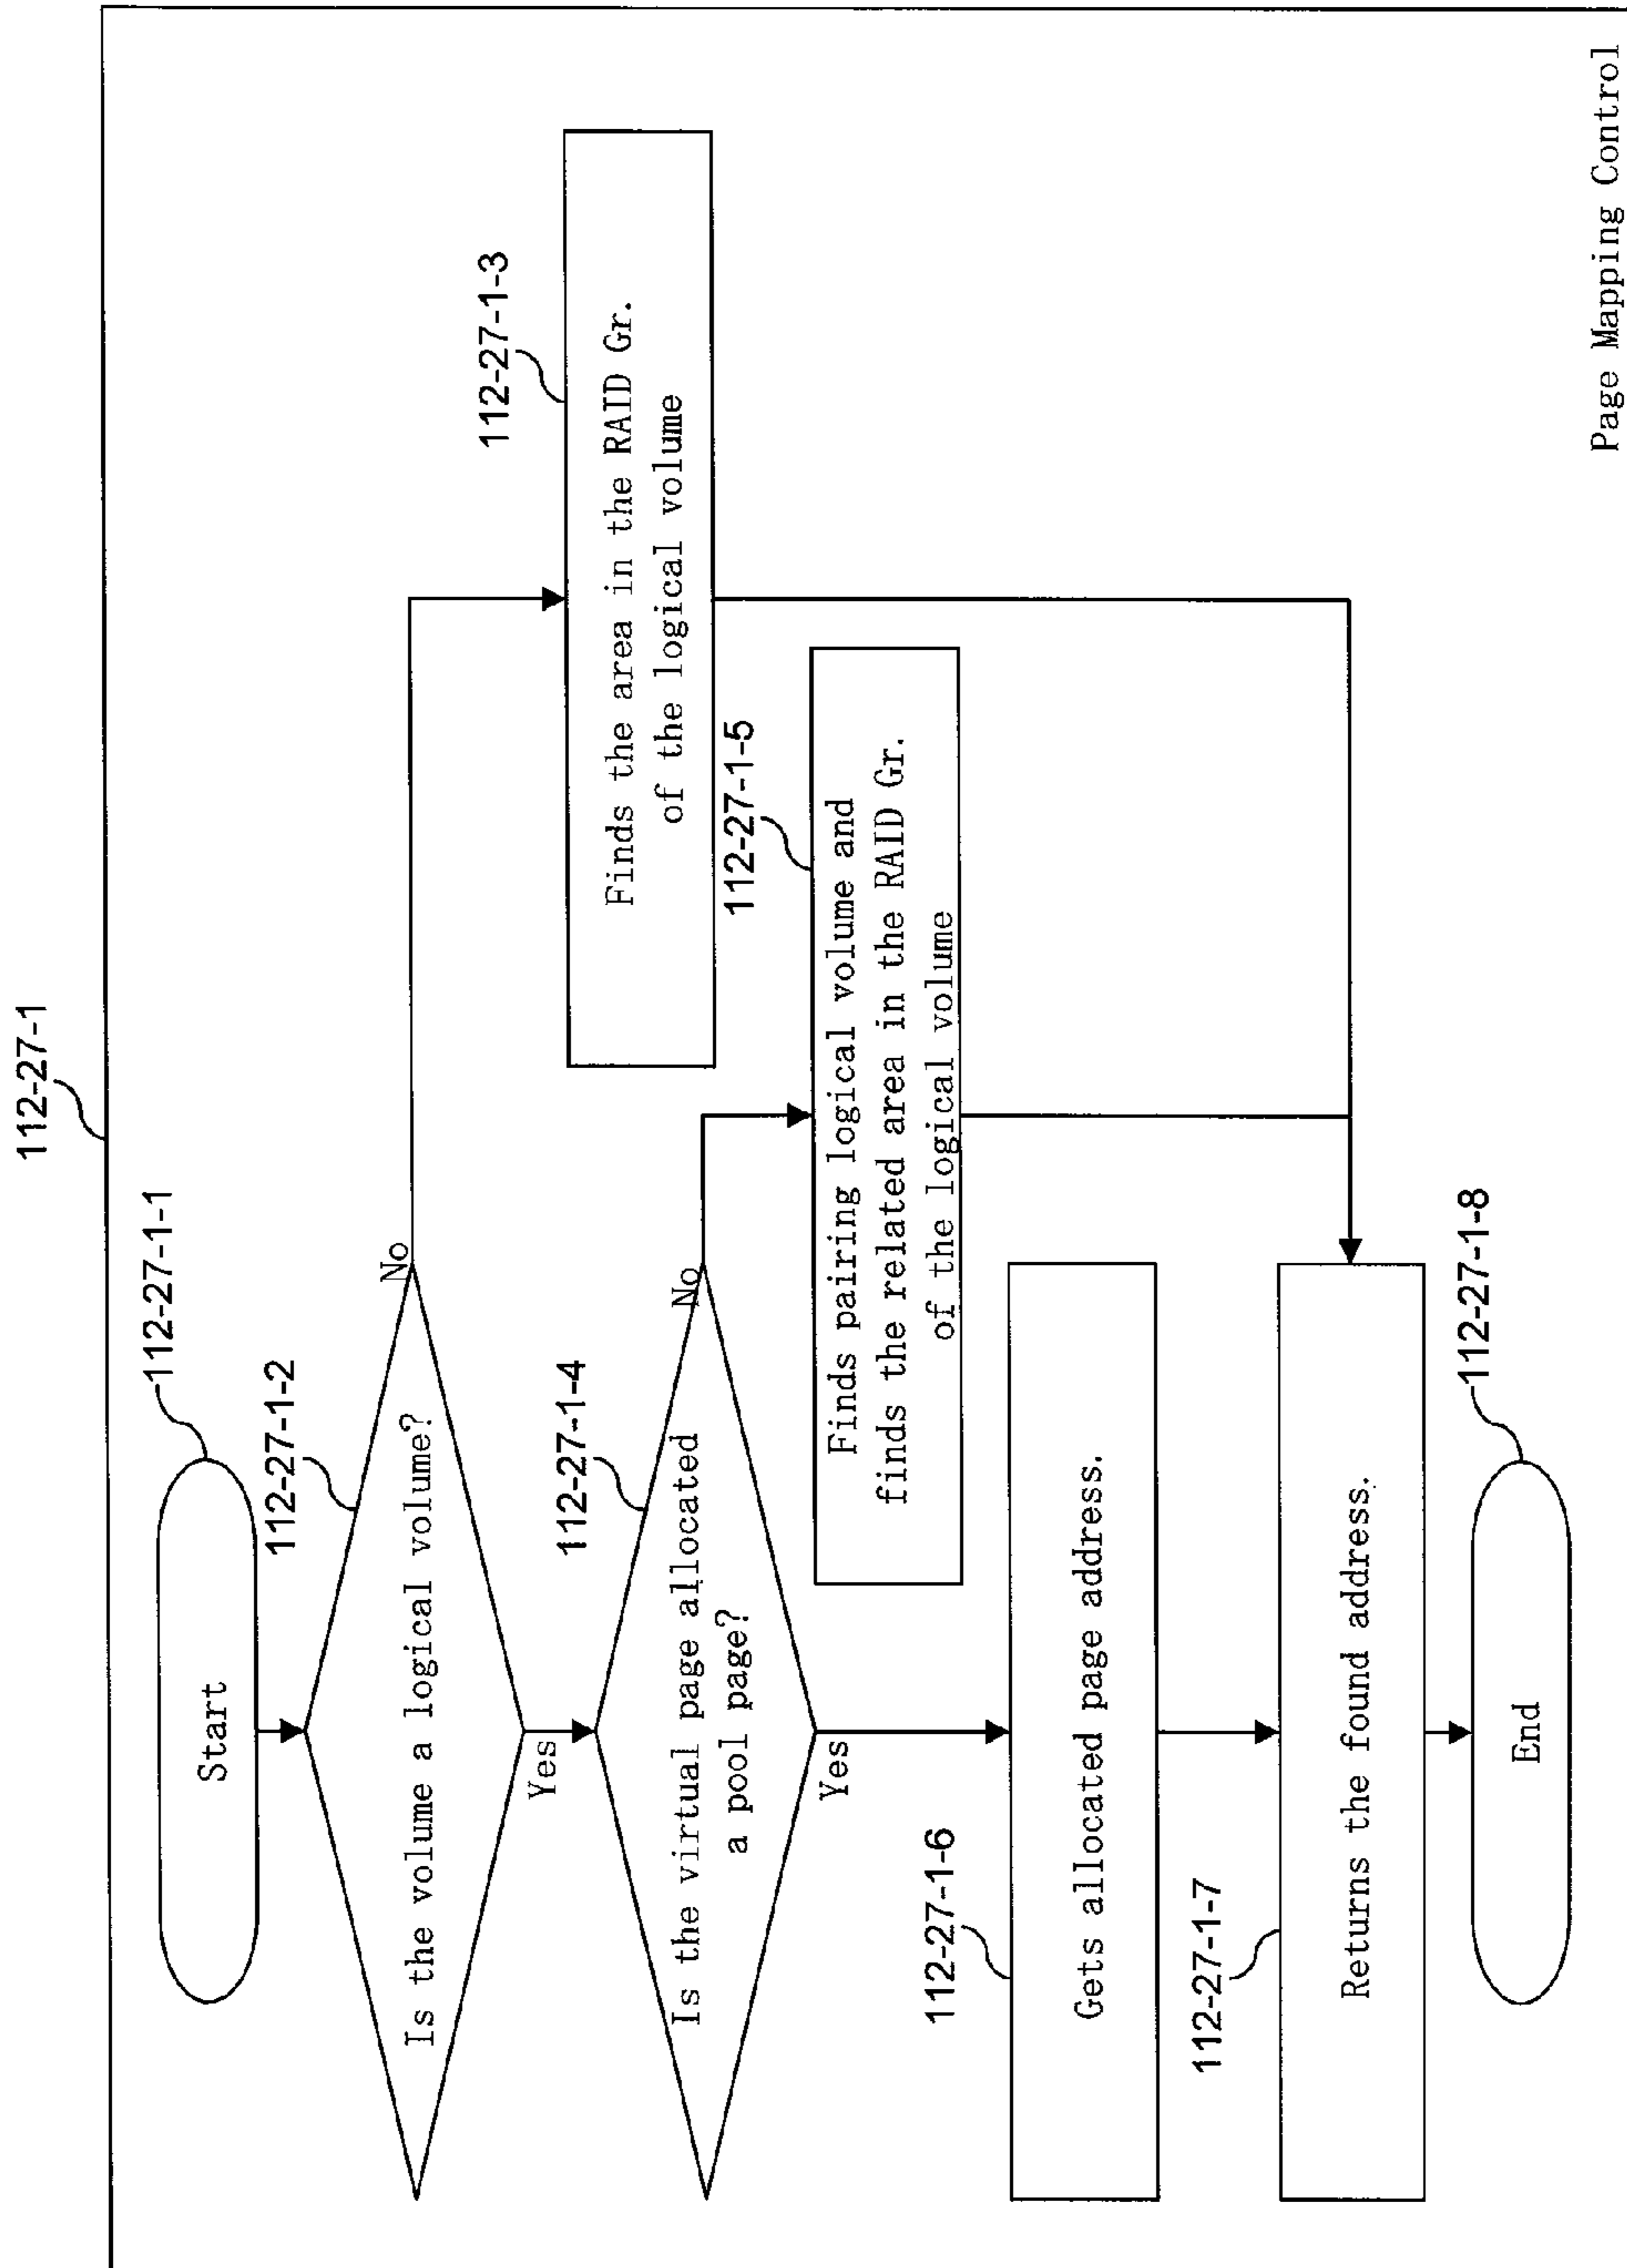 112-27-1
112-27-1-1
Start
112-27-1-2
Is the volume a logical volume?
No
Yes
112-27-1-3
Finds the area in the RAID Gr.
of the logical volume
112-27-1-4
Is the virtual page allocated
a pool page?
No
Yes
112-27-1-5
Finds pairing logical volume and
finds the related area in the RAID Gr.
of the logical volume
112-27-1-6
Gets allocated page address.
112-27-1-7
Returns the found address.
112-27-1-8
End
Page Mapping Control